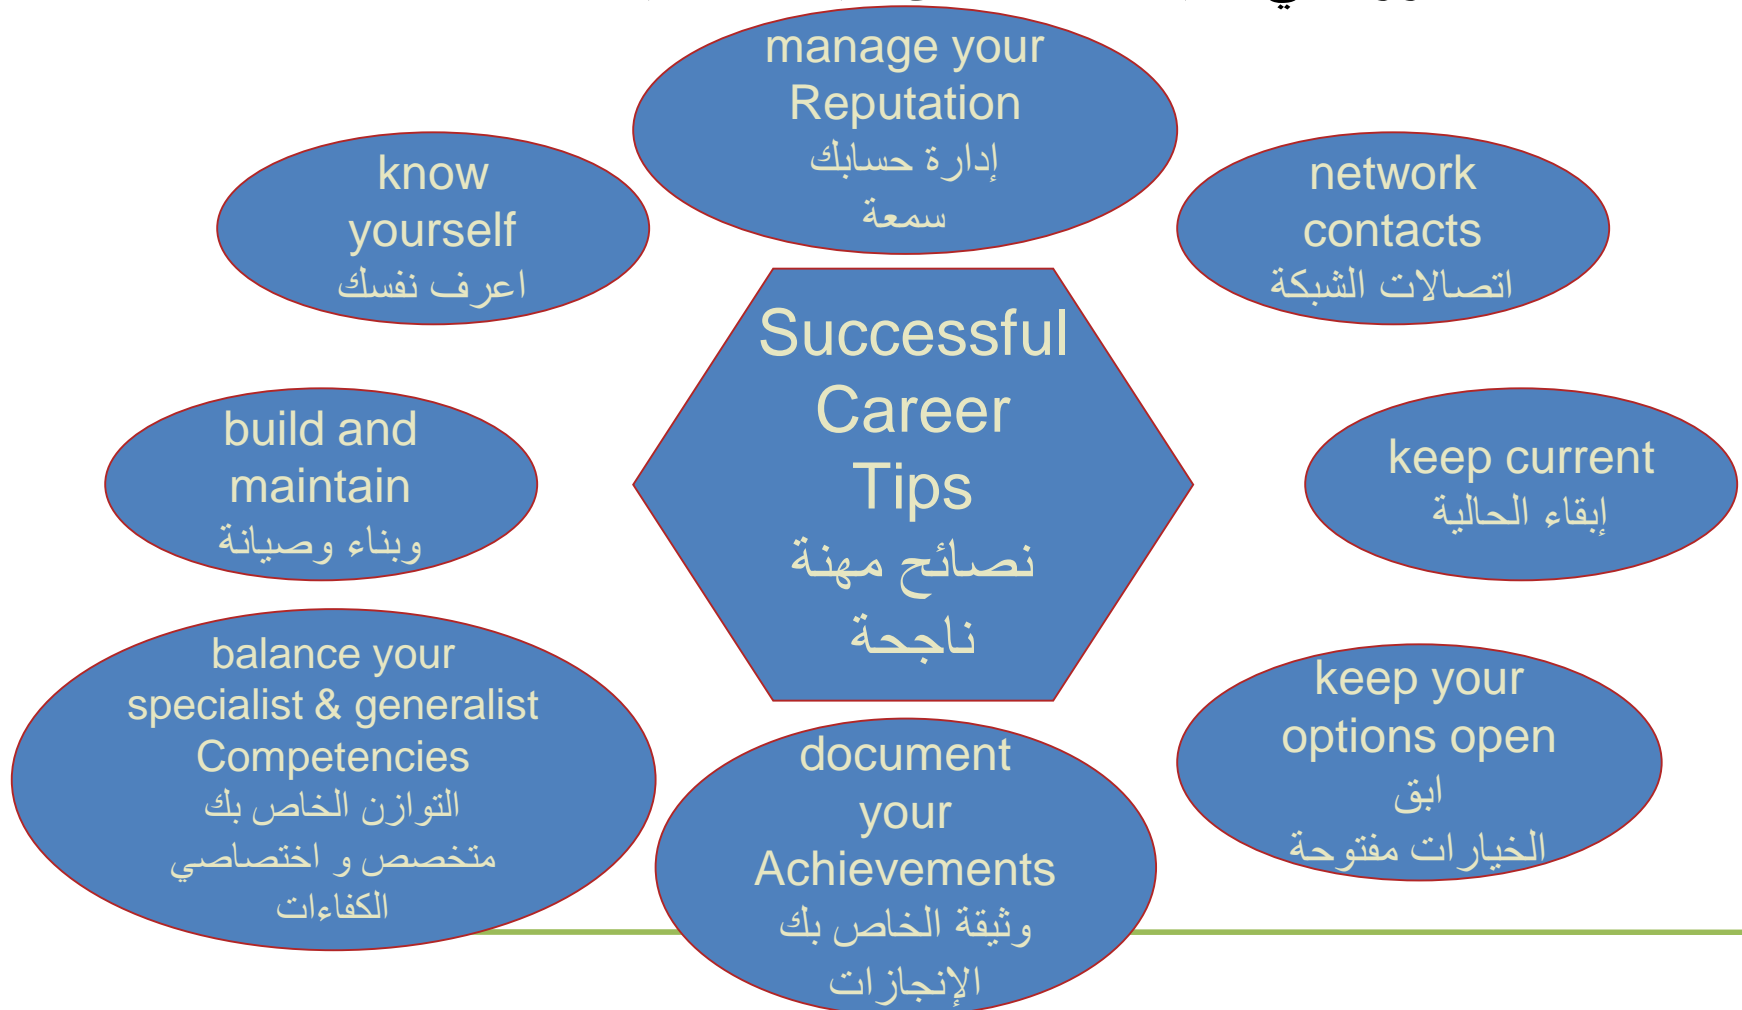 manage your
Reputation
إدارة حسابك
سمعة
know
yourself
اعرف نفسك
network
contacts
اتصالات الشبكة
Successful
Career
Tips
نصائح مهنة
ناجحة
build and
maintain
وبناء وصيانة
keep current
إبقاء الحالية
balance your
specialist & generalist
Competencies
التوازن الخاص بك
متخصص و اختصاصي
الكفاءات
document
your
Achievements
وثيقة الخاص بك
الإنجازات
keep your
options open
ابق
الخيارات مفتوحة